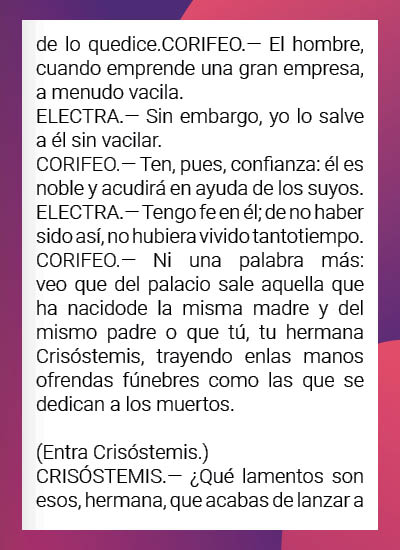 de lo quedice.CORIFEO.— El hombre,
cuando emprende una gran empresa,
a menudo vacila.
ELECTRA.— Sin embargo, yo lo salve
a él sin vacilar.
CORIFEO.— Ten, pues, confianza: él es
noble y acudirá en ayuda de los suyos.
ELECTRA.— Tengo fe en él; de no haber
sido así, no hubiera vivido tantotiempo.
CORIFEO.— Ni una palabra más:
veo que del palacio sale aquella que
ha nacidode la misma madre y del
mismo padre o que tú, tu hermana
Crisóstemis, trayendo enlas manos
ofrendas fúnebres como las que se
dedican a los muertos.
(Entra Crisóstemis.)
CRISÓSTEMIS.— ¿Qué lamentos son
esos, hermana, que acabas de lanzar a